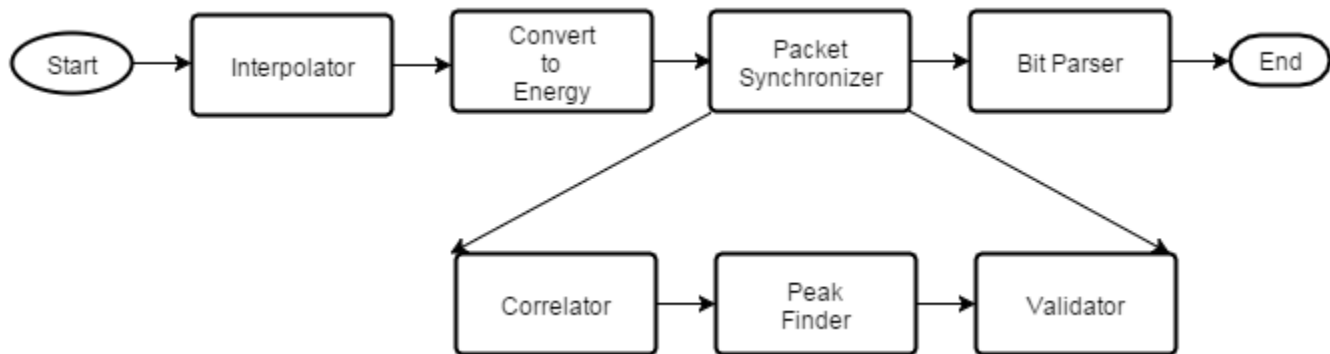 Start
Interpolator
Convert
to
Energy
Packet
Synchronizer
Bit Parser
End
Correlator
Peak
Finder
Validator